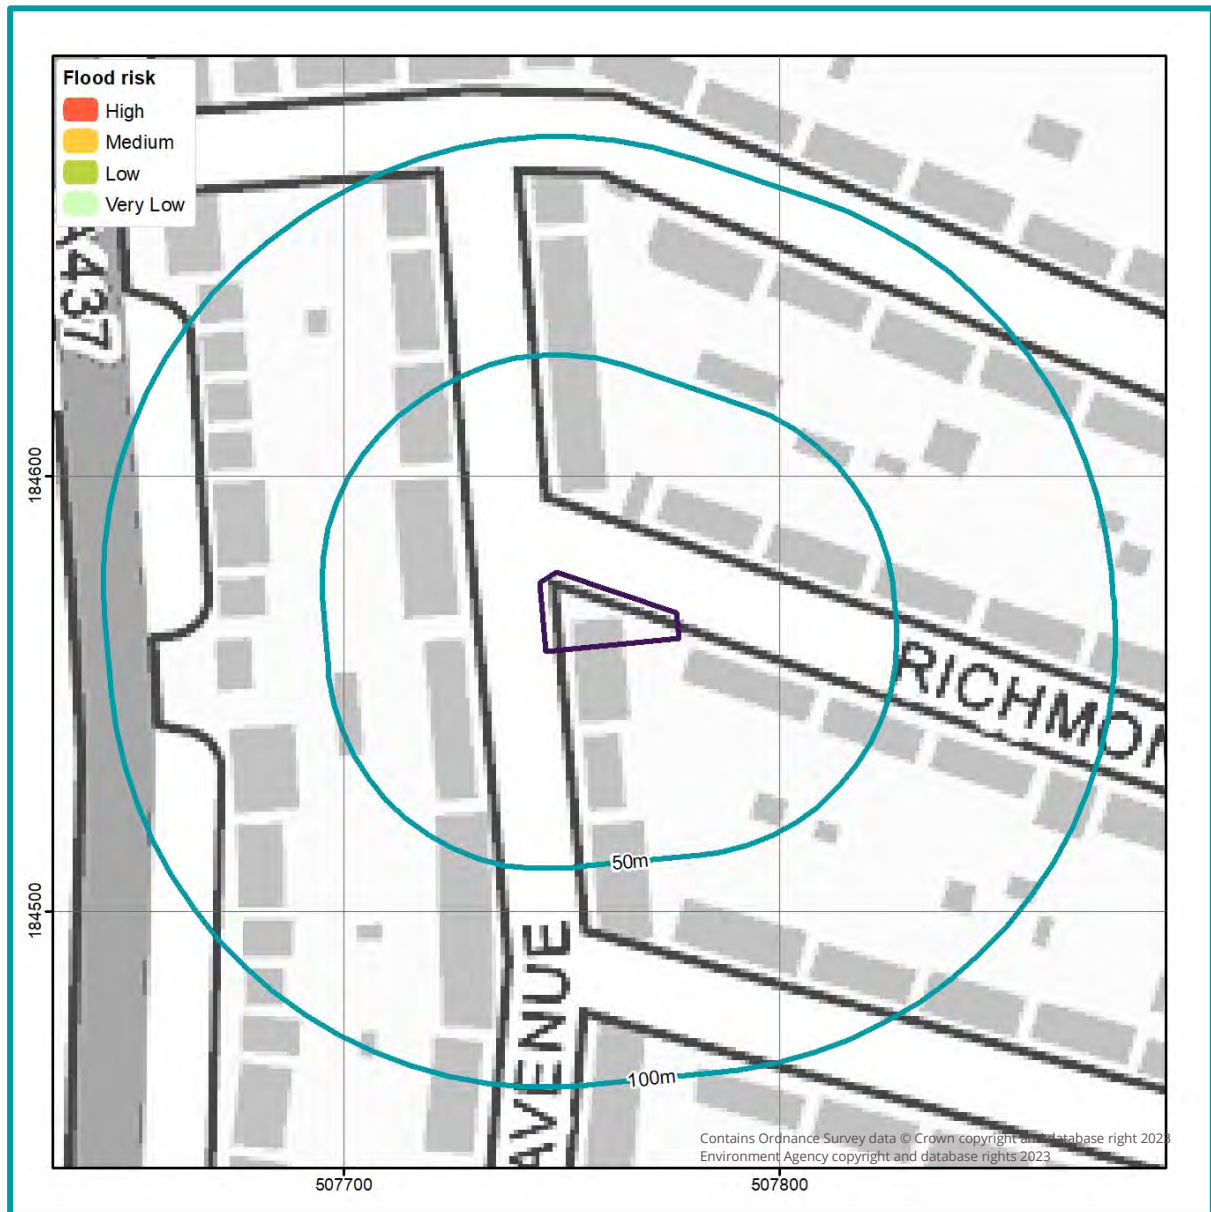 Flood risk
High
Medium
Low
Very Low
A437
184600
RICHMON
50m
184500
AVENUE
100m
Contains Ordnance Survey data © Crown copyright and database right 2023
Environment Agency copyright and database rights 2023
507700
507800